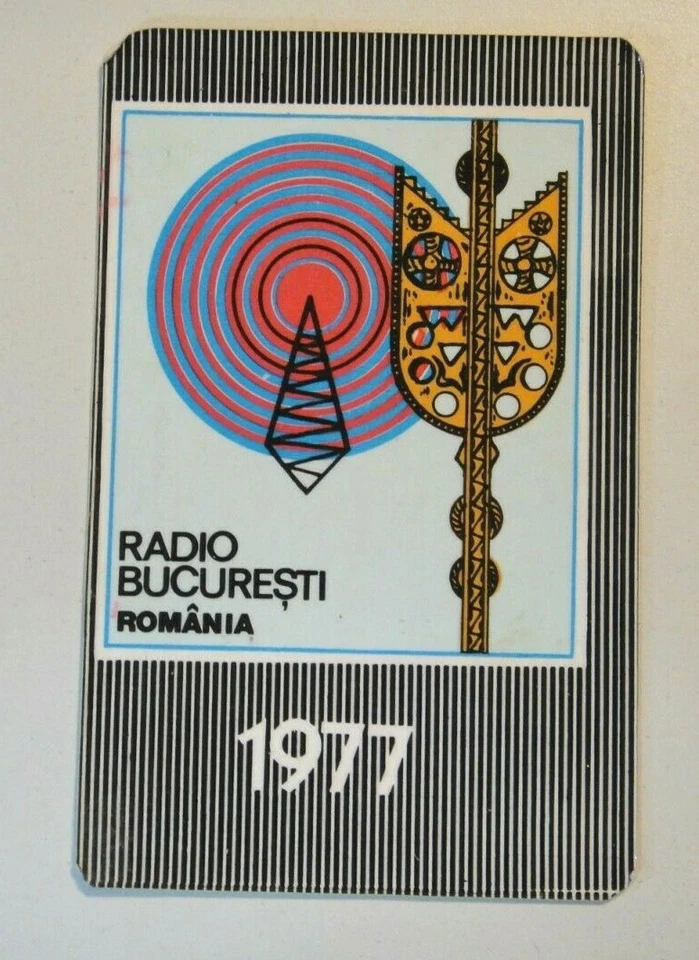 RADIO
BUCUREȘTI
ROMÂNIA
1977